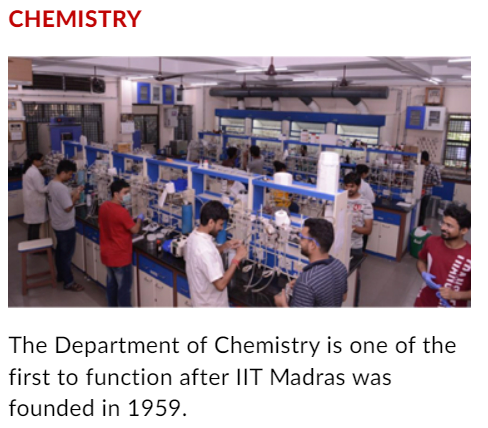 CHEMISTRY
The Department of Chemistry is one of the
first to function after IIT Madras was
founded in 1959.